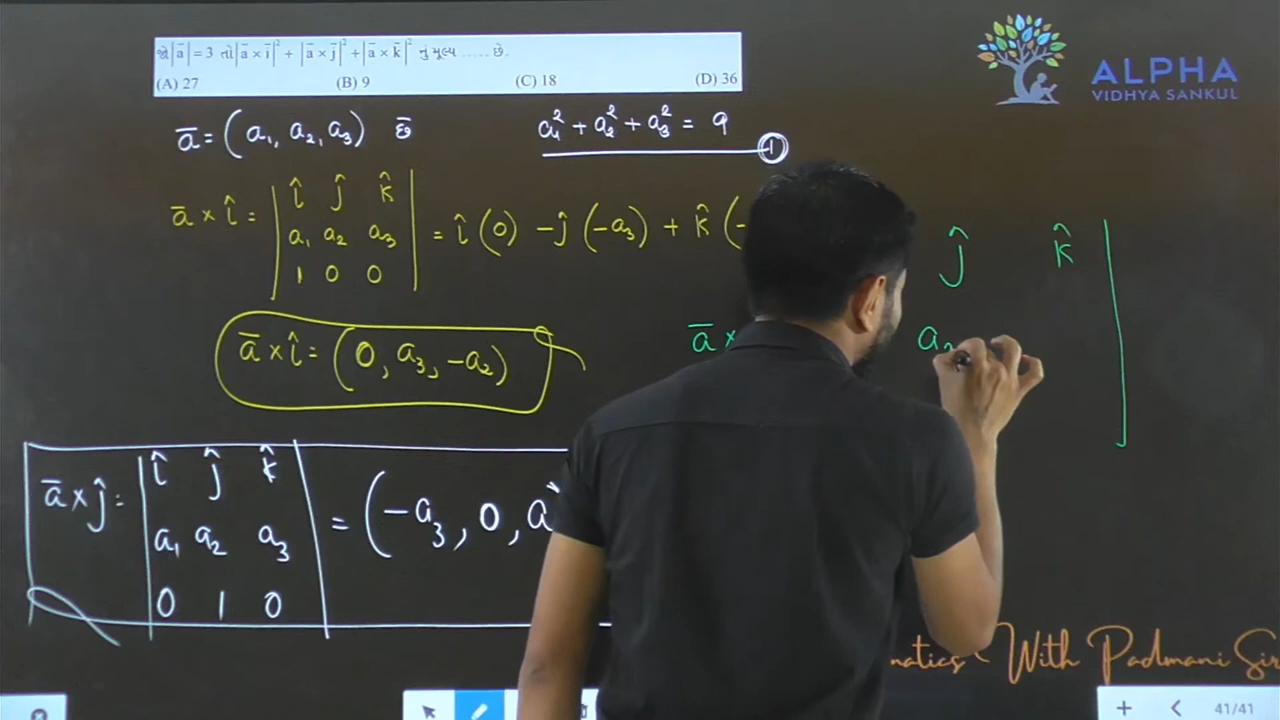 જો |a̅| = 3 તો |a̅ × i̅|² + |a̅ × j̅|² + |a̅ × k̅|² નું મૂલ્ય ...... છે.
(A) 27 (B) 9 (C) 18 (D) 36
ALPHA
VIDHYA SANKUL
a̅ = (a₁, a₂, a₃) છે
a₁² + a₂² + a₃² = 9 ①
a̅ × î = | î ĵ k̂ |
| a₁ a₂ a₃ | = î (0) − ĵ (−a₃) + k̂ (−
| 1 0 0 |
a̅ × î = (0, a₃, −a₂)
ĵ k̂
a̅ × a₂
a̅ × ĵ = | î ĵ k̂ |
| a₁ a₂ a₃ | = (−a₃, 0, a
| 0 1 0 |
With Padmani Sir
41/41